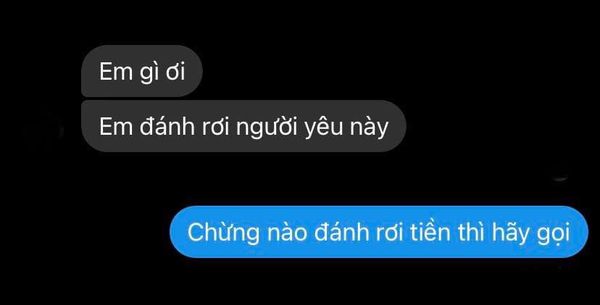 Em gì ơi
Em đánh rơi người yêu này
Chừng nào đánh rơi tiền thì hãy gọi